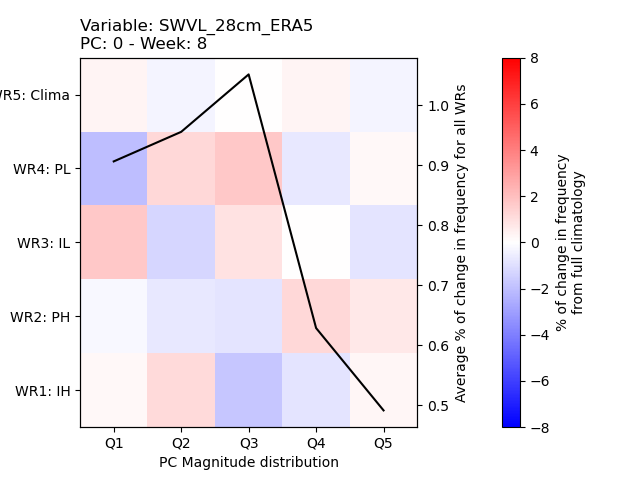 Variable: SWVL_28cm_ERA5
PC: 0 - Week: 8
WR5: Clima
WR4: PL
WR3: IL
WR2: PH
WR1: IH
Q1 Q2 Q3 Q4 Q5
PC Magnitude distribution
1.0
0.9
0.8
0.7
0.6
0.5
Average % of change in frequency for all WRs
8
6
4
2
0
−2
−4
−6
−8
% of change in frequency
from full climatology